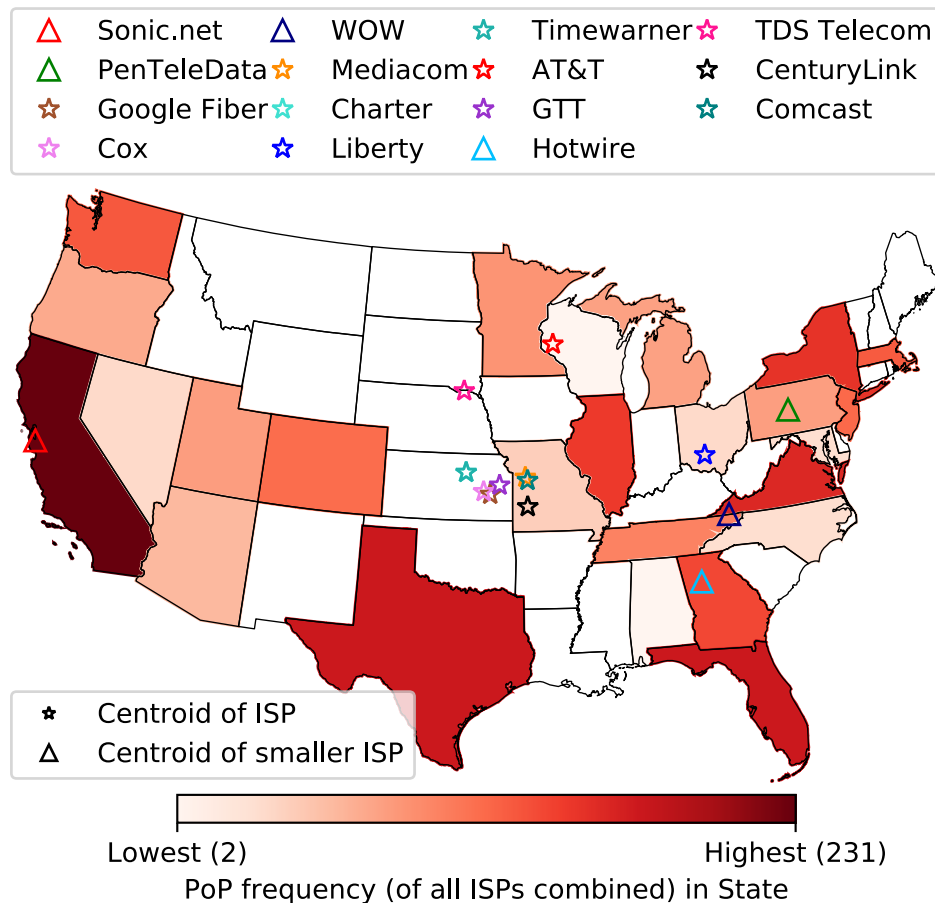 Sonic.net WOW Timewarner TDS Telecom
PenTeleData Mediacom AT&T CenturyLink
Google Fiber Charter GTT Comcast
Cox Liberty Hotwire
Centroid of ISP
Centroid of smaller ISP
Lowest (2) Highest (231)
PoP frequency (of all ISPs combined) in State